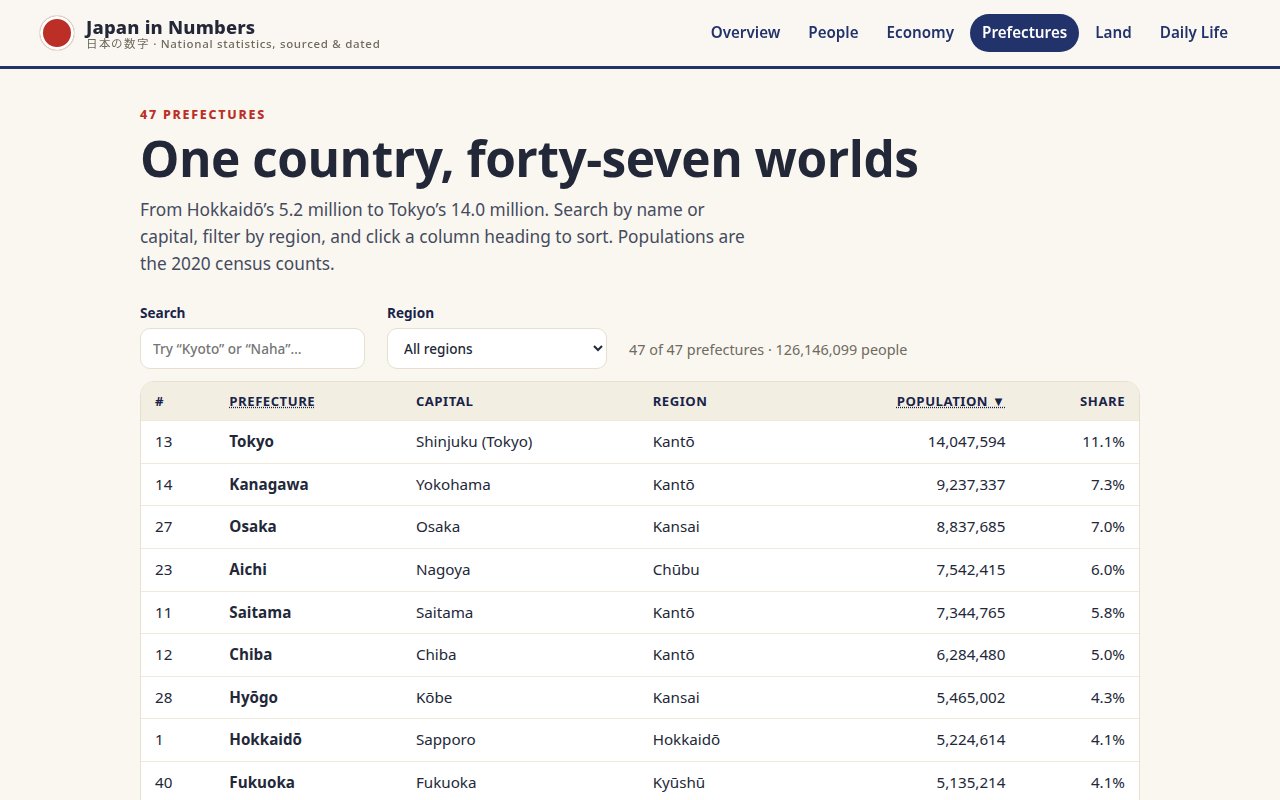 Japan in Numbers
日本の数字 · National statistics, sourced & dated
Overview People Economy Prefectures Land Daily Life
47 PREFECTURES
One country, forty-seven worlds
From Hokkaidō’s 5.2 million to Tokyo’s 14.0 million. Search by name or
capital, filter by region, and click a column heading to sort. Populations are
the 2020 census counts.
Search Region
Try “Kyoto” or “Naha”… All regions 47 of 47 prefectures · 126,146,099 people
# PREFECTURE CAPITAL REGION POPULATION ▼ SHARE
13 Tokyo Shinjuku (Tokyo) Kantō 14,047,594 11.1%
14 Kanagawa Yokohama Kantō 9,237,337 7.3%
27 Osaka Osaka Kansai 8,837,685 7.0%
23 Aichi Nagoya Chūbu 7,542,415 6.0%
11 Saitama Saitama Kantō 7,344,765 5.8%
12 Chiba Chiba Kantō 6,284,480 5.0%
28 Hyōgo Kōbe Kansai 5,465,002 4.3%
1 Hokkaidō Sapporo Hokkaidō 5,224,614 4.1%
40 Fukuoka Fukuoka Kyūshū 5,135,214 4.1%